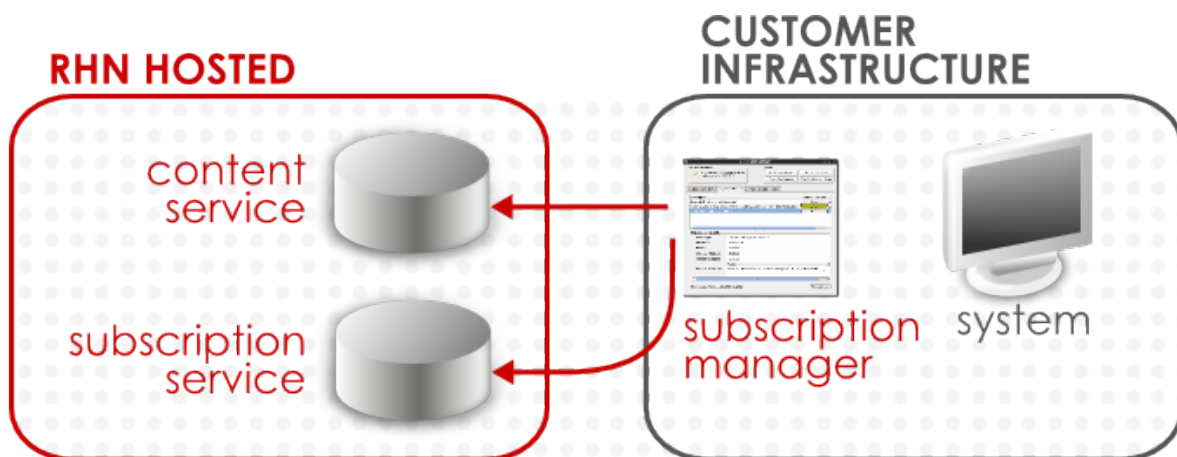 RHN HOSTED
content
service
subscription
service
CUSTOMER
INFRASTRUCTURE
subscription
manager
system